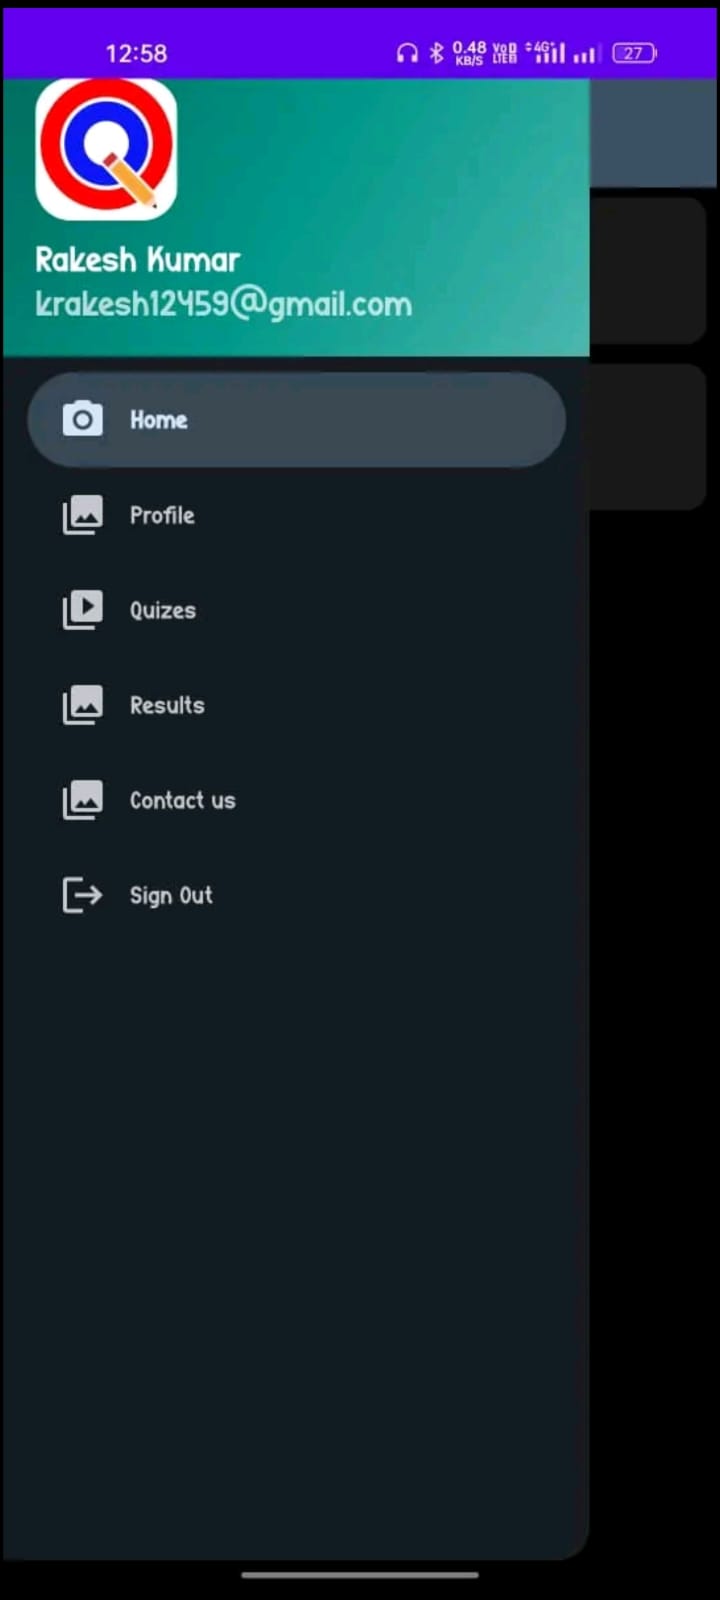 12:58
0.48 KB/S Vo) LTE 4G+ 27
Rakesh Kumar
krakesh12459@gmail.com
Home
Profile
Quizes
Results
Contact us
Sign Out